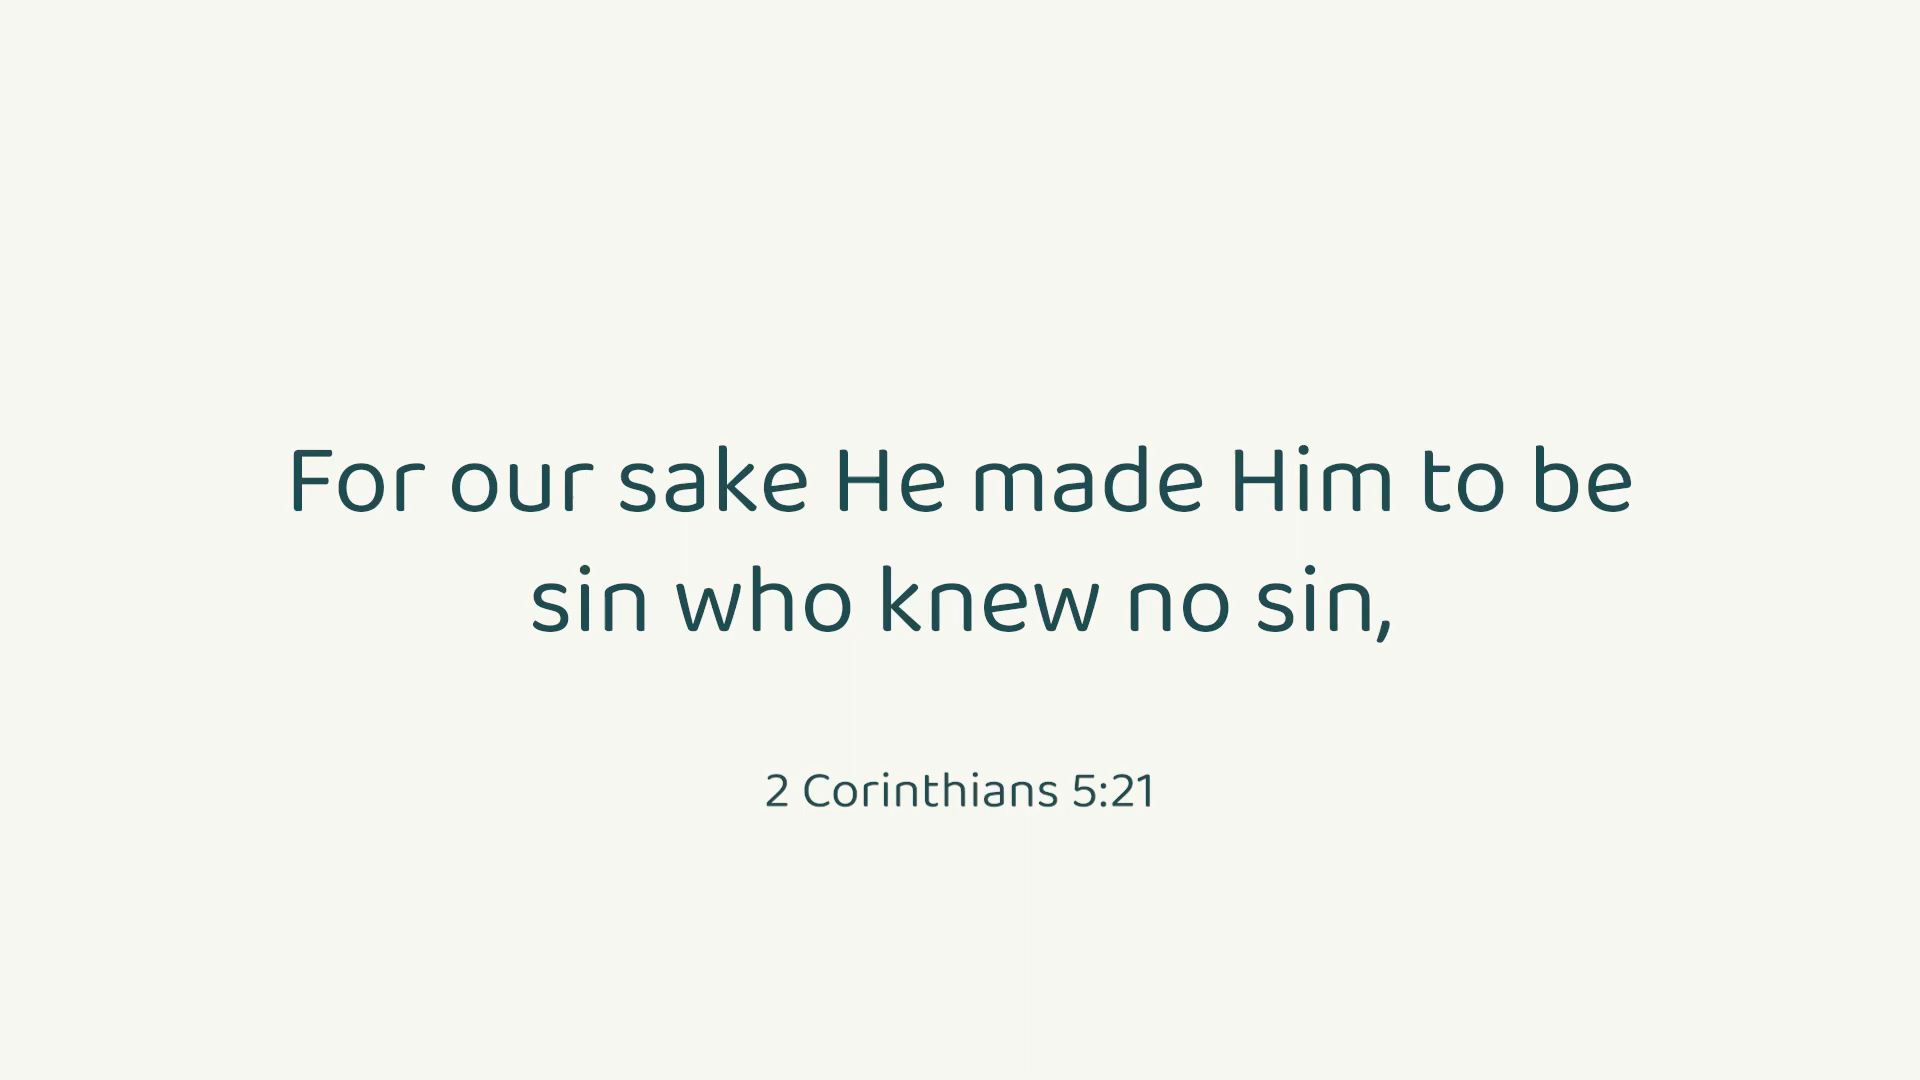 For our sake He made Him to be
sin who knew no sin,
2 Corinthians 5:21